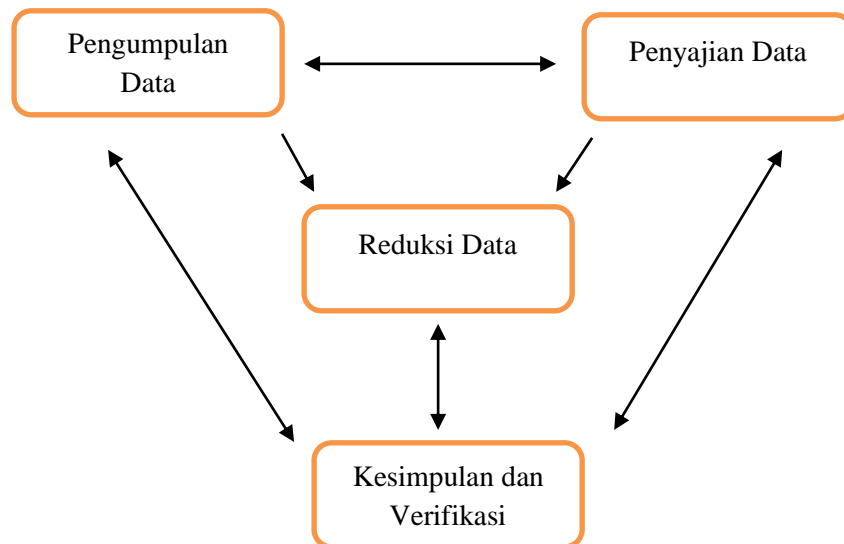 Pengumpulan
Data
Penyajian Data
Reduksi Data
Kesimpulan dan
Verifikasi